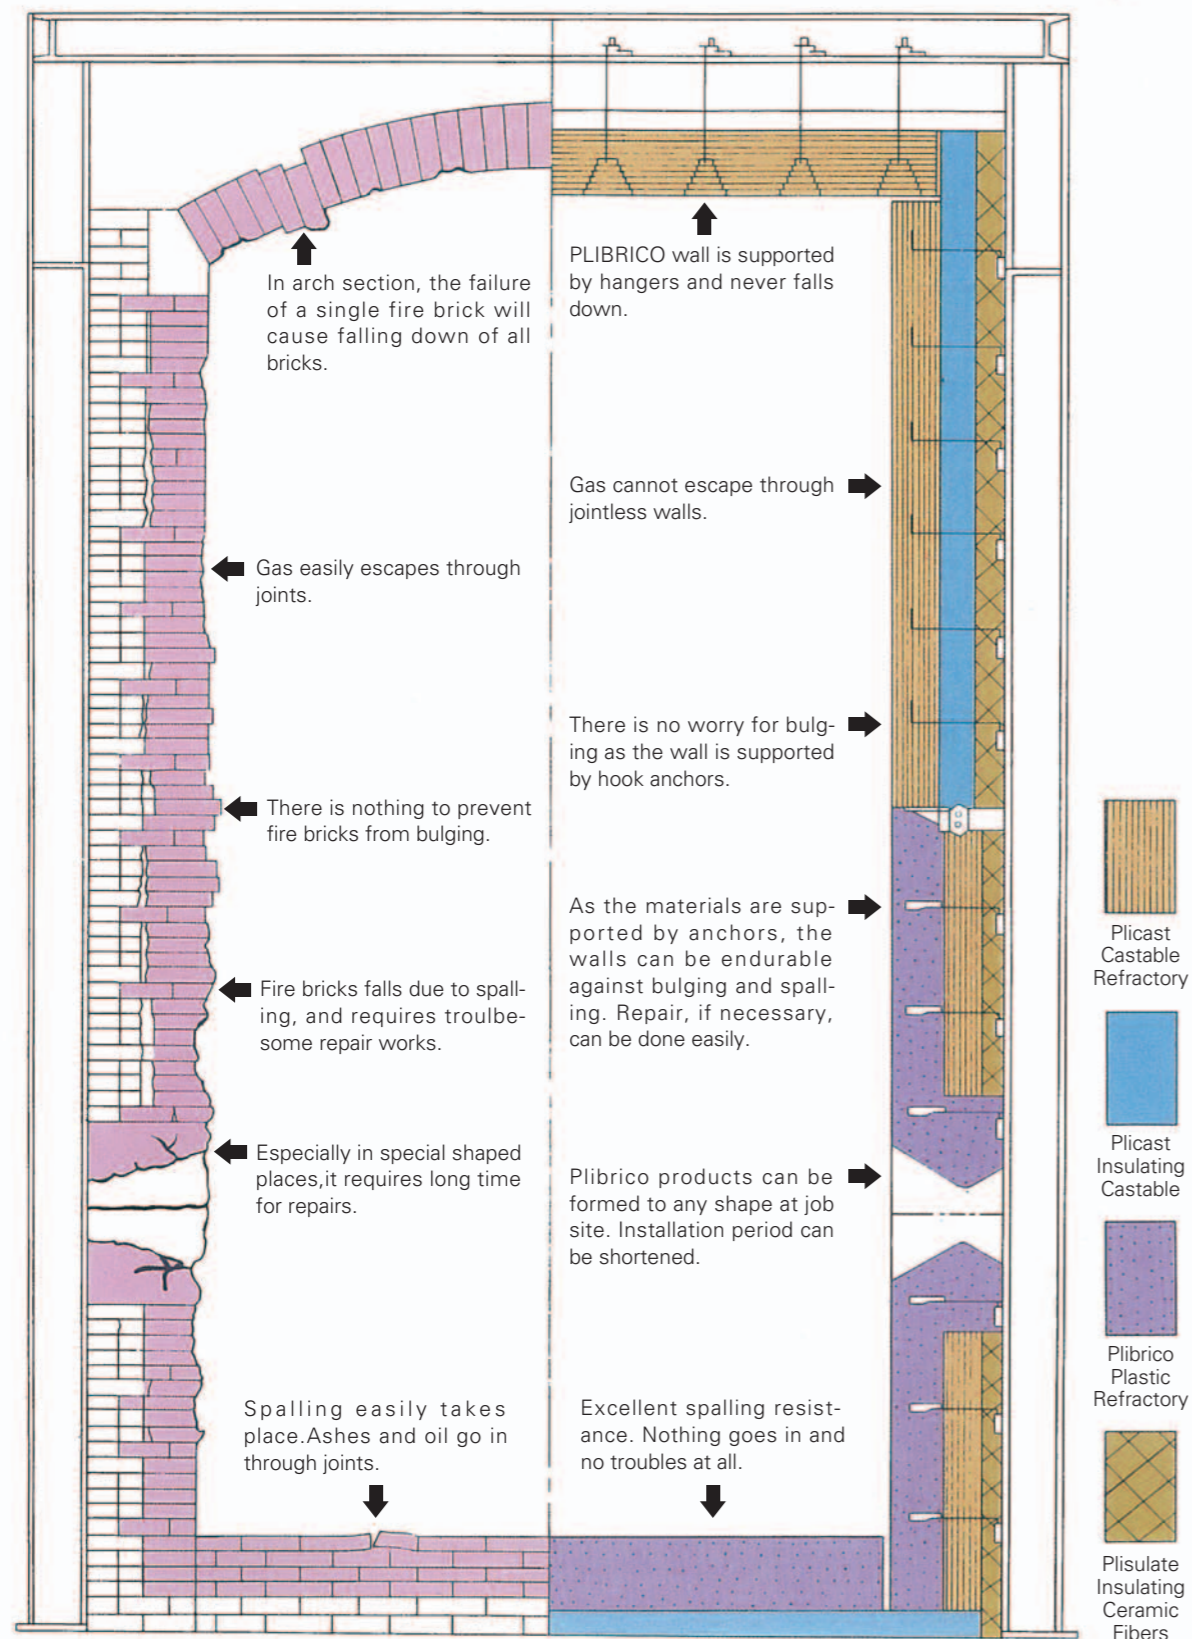 In arch section, the failure
of a single fire brick will
cause falling down of all
bricks.
PLIBRICO wall is supported
by hangers and never falls
down.
Gas easily escapes through
joints.
Gas cannot escape through
jointless walls.
There is nothing to prevent
fire bricks from bulging.
There is no worry for bulg-
ing as the wall is supported
by hook anchors.
Fire bricks falls due to spall-
ing, and requires troulbe-
some repair works.
As the materials are sup-
ported by anchors, the
walls can be endurable
against bulging and spall-
ing. Repair, if necessary,
can be done easily.
Especially in special shaped
places,it requires long time
for repairs.
Plibrico products can be
formed to any shape at job
site. Installation period can
be shortened.
Spalling easily takes
place.Ashes and oil go in
through joints.
Excellent spalling resist-
ance. Nothing goes in and
no troubles at all.
Plicast
Castable
Refractory
Plicast
Insulating
Castable
Plibrico
Plastic
Refractory
Plisulate
Insulating
Ceramic
Fibers